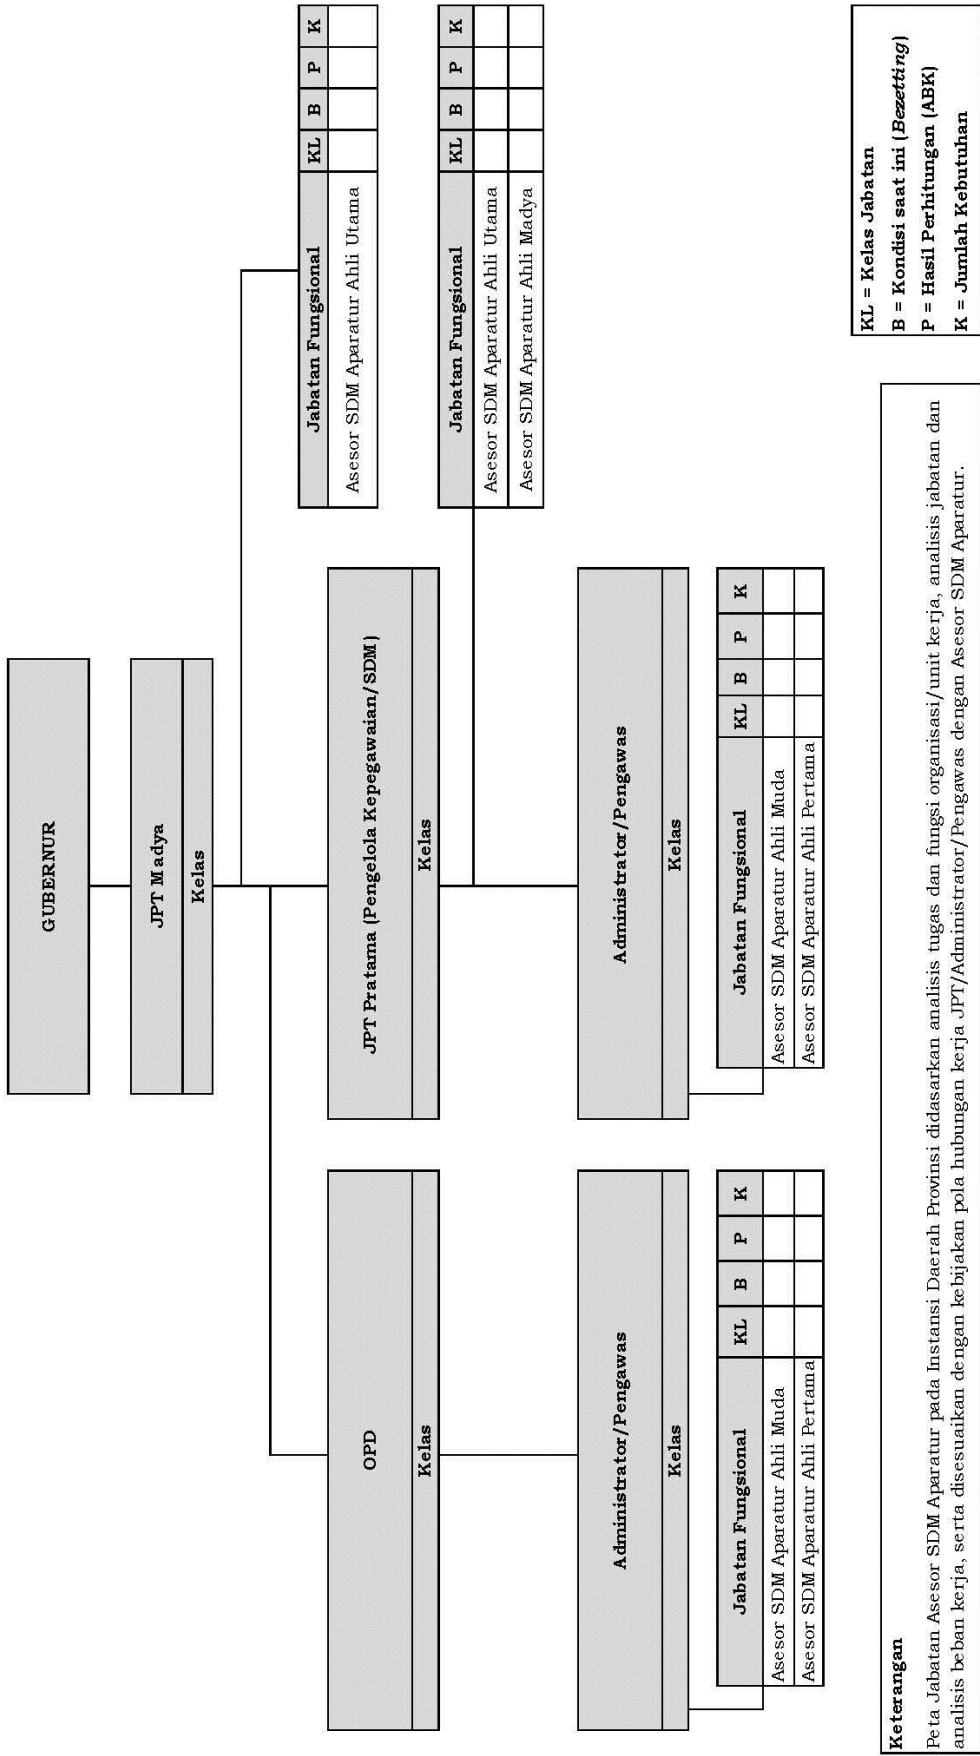 GUBERNUR
JPT Madya
Kelas
Jabatan Fungsional KL B P K
Asesor SDM Aparatur Ahli Utama
OPD
Kelas
JPT Pratama (Pengelola Kepegawaian/SDM)
Kelas
Jabatan Fungsional KL B P K
Asesor SDM Aparatur Ahli Utama
Asesor SDM Aparatur Ahli Madya
Administrator/Pengawas
Kelas
Jabatan Fungsional KL B P K
Asesor SDM Aparatur Ahli Muda
Asesor SDM Aparatur Ahli Pertama
Administrator/Pengawas
Kelas
Jabatan Fungsional KL B P K
Asesor SDM Aparatur Ahli Muda
Asesor SDM Aparatur Ahli Pertama
Keterangan
Peta Jabatan Asesor SDM Aparatur pada Instansi Daerah Provinsi didasarkan analisis tugas dan fungsi organisasi/unit kerja, analisis jabatan dan
analisis beban kerja, serta disesuaikan dengan kebijakan pola hubungan kerja JPT/Administrator/Pengawas dengan Asesor SDM Aparatur.
KL = Kelas Jabatan
B = Kondisi saat ini (Bezetting)
P = Hasil Perhitungan (ABK)
K = Jumlah Kebutuhan